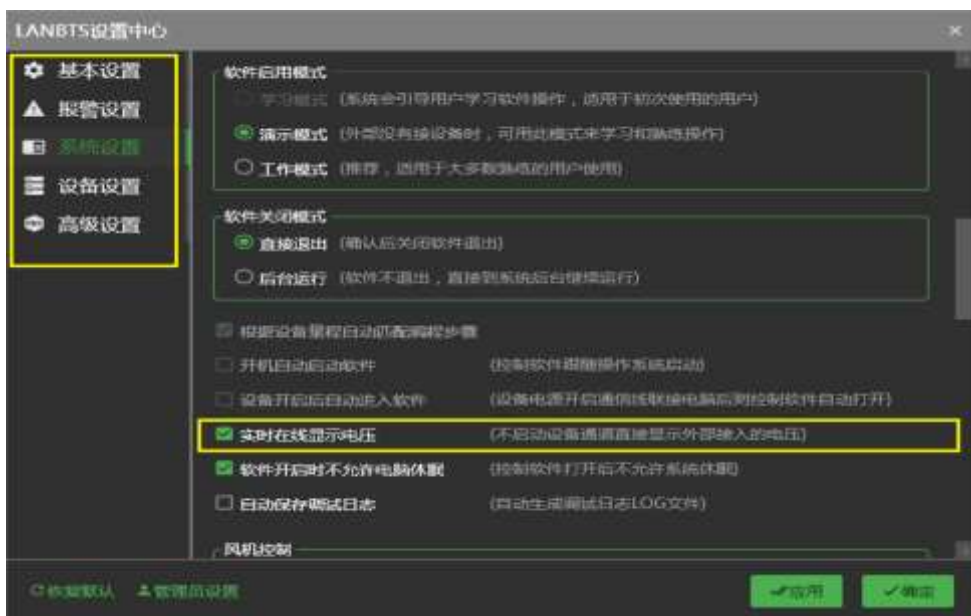 LANBTS设置中心
基本设置
报警设置
系统设置
设备设置
高级设置
软件启用模式
学习模式 (系统会引导用户学习软件操作，适用于初次使用的用户)
演示模式 (外部没有接设备时，可用此模式来学习和熟练操作)
工作模式 (推荐，适用于大多数熟练的用户使用)
软件关闭模式
直接退出 (确认后关闭软件退出)
后台运行 (软件不退出，直接到系统后台继续运行)
根据设备量程自动匹配编程步骤
开机自动启动软件 (控制软件跟随操作系统启动)
设备开启后自动进入软件 (设备电源开启通信线联接电脑后则控制软件自动打开)
实时在线显示电压 (不启动设备通道直接显示外部接入的电压)
软件开启时不允许电脑休眠 (控制软件打开后不允许系统休眠)
自动保存调试日志 (自动生成调试日志LOG文件)
风机控制
恢复默认 管理员设置 应用 确定